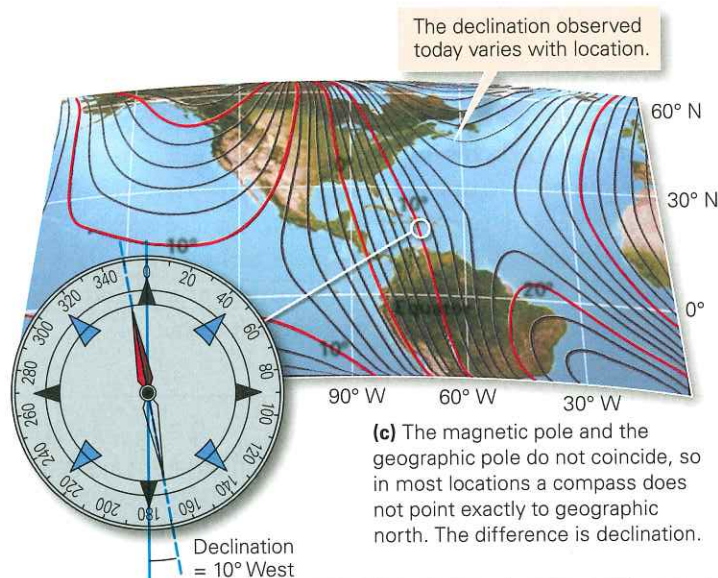 The declination observed
today varies with location.
60° N
30° N
0°
10°
20°
Equator
10°
90° W
60° W
30° W
0
20
40
60
80
100
120
140
160
180
200
220
240
260
280
300
320
340
Declination
= 10° West
(c) The magnetic pole and the
geographic pole do not coincide, so
in most locations a compass does
not point exactly to geographic
north. The difference is declination.